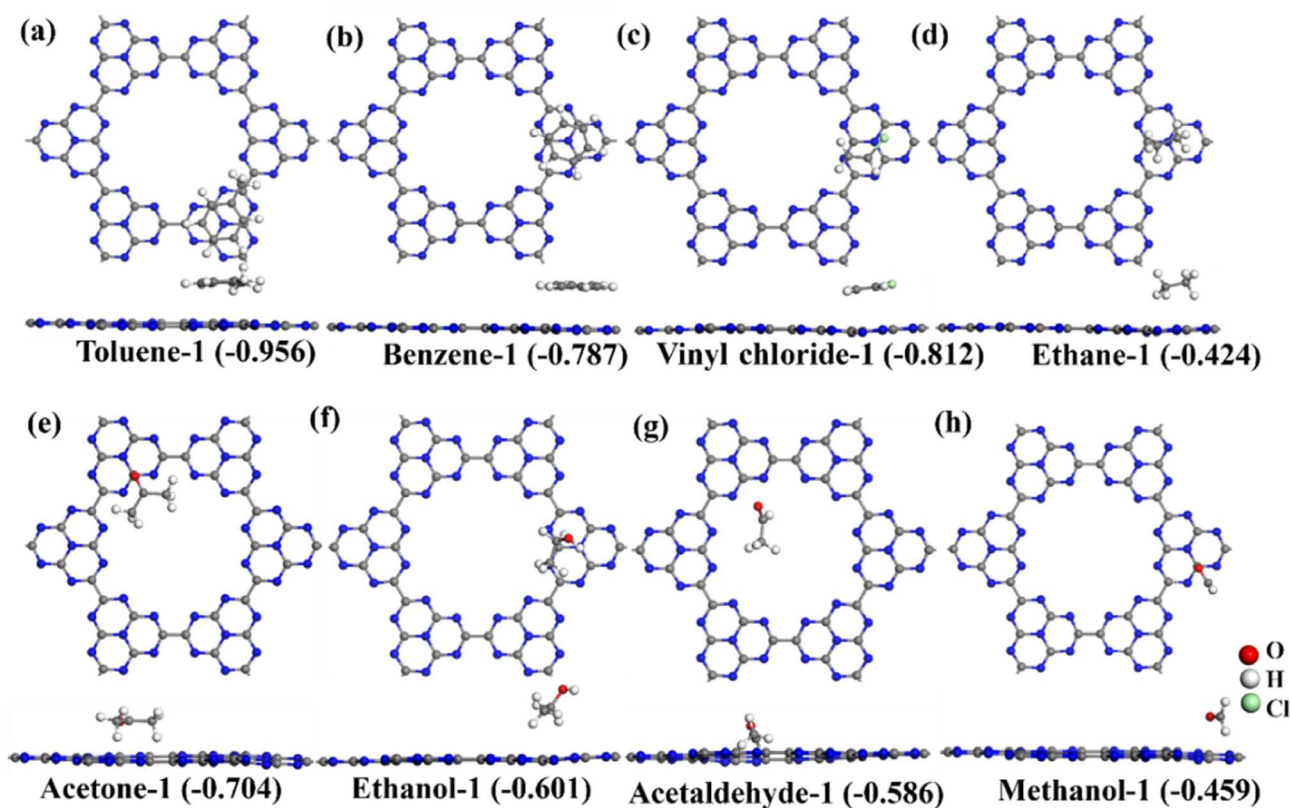 (a)
(b)
(c)
(d)
Toluene-1 (-0.956)
Benzene-1 (-0.787)
Vinyl chloride-1 (-0.812)
Ethane-1 (-0.424)
(e)
(f)
(g)
(h)
O
H
Cl
Acetone-1 (-0.704)
Ethanol-1 (-0.601)
Acetaldehyde-1 (-0.586)
Methanol-1 (-0.459)